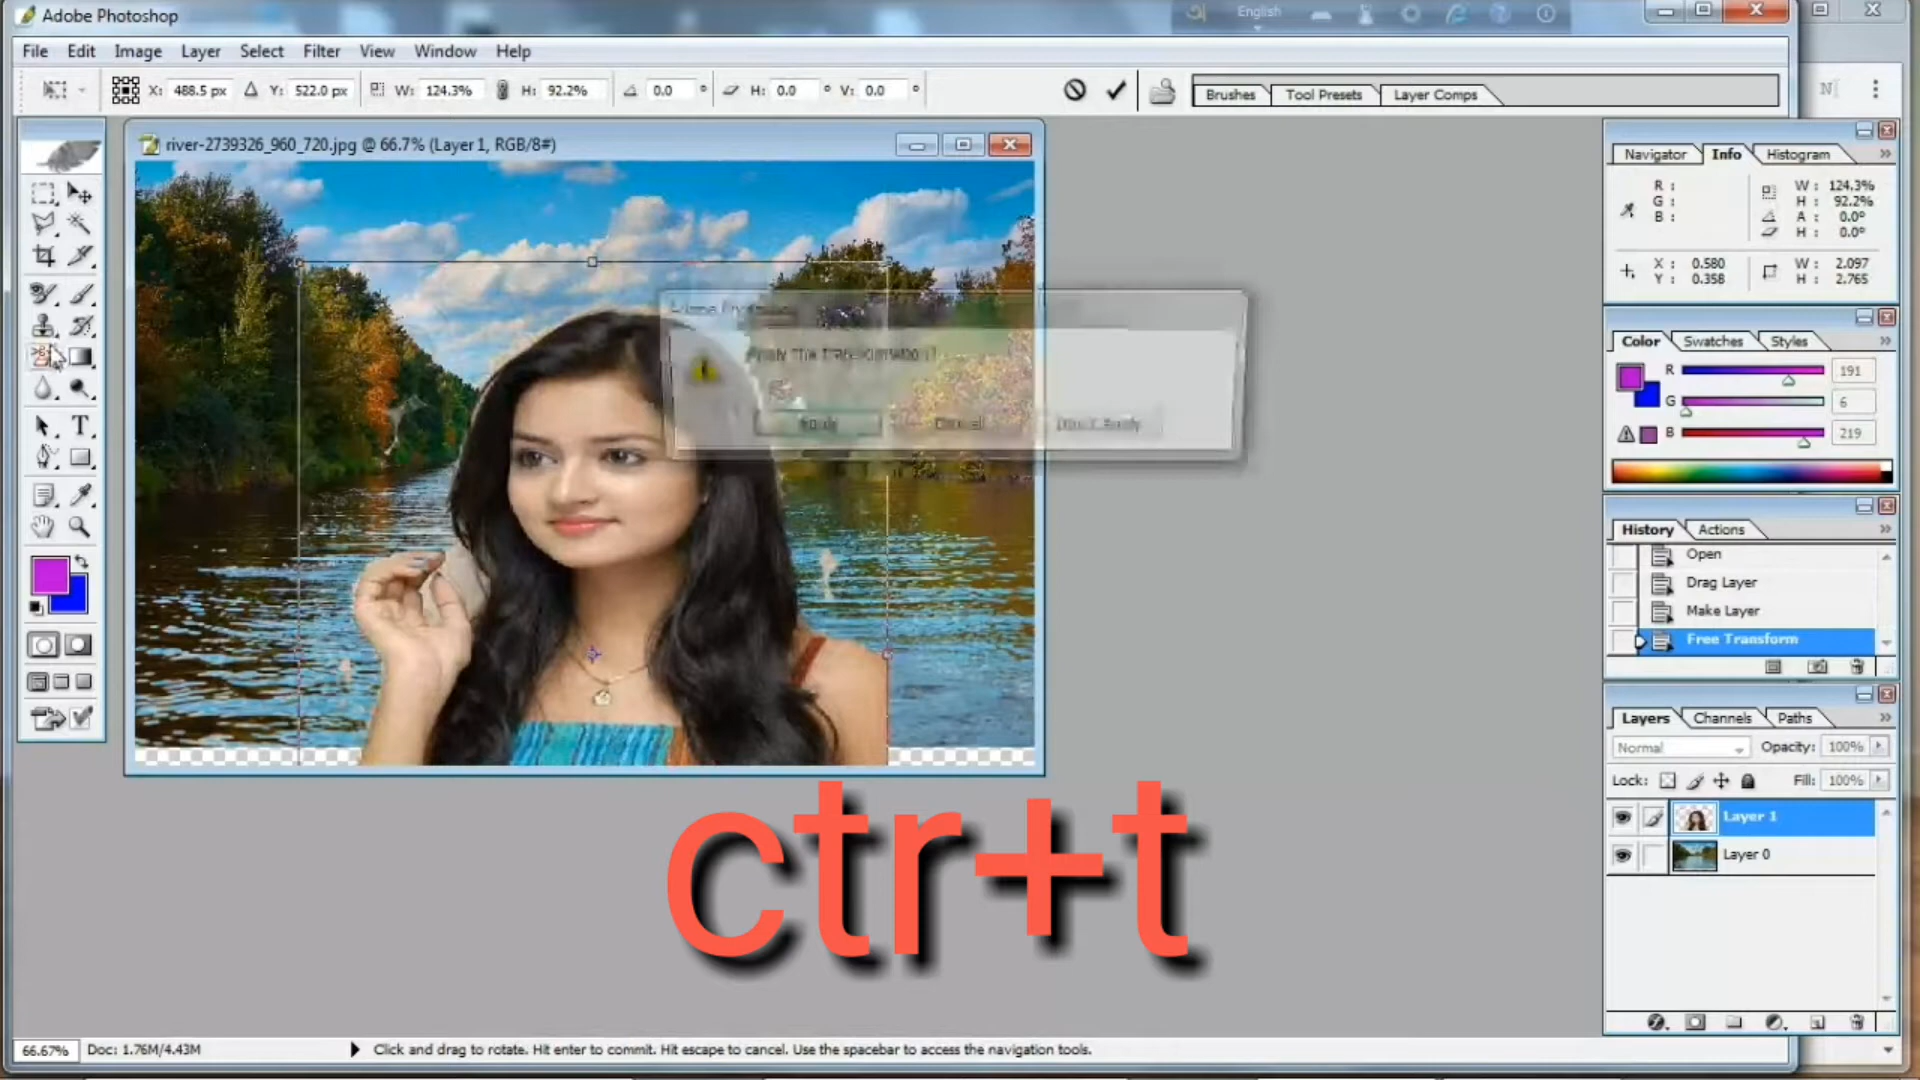 Adobe Photoshop
English
File Edit Image Layer Select Filter View Window Help
X: 488.5 px Y: 522.0 px W: 124.3% H: 92.2% 0.0 ° H: 0.0 ° V: 0.0 °
Brushes Tool Presets Layer Comps
river-2739326_960_720.jpg @ 66.7% (Layer 1, RGB/8#)
Navigator Info Histogram
R : W : 124.3%
G : H : 92.2%
B : A : 0.0°
H : 0.0°
X : 0.580 W : 2.097
Y : 0.358 H : 2.765
Color Swatches Styles
R 191
G 6
B 219
History Actions
Open
Drag Layer
Make Layer
Free Transform
Layers Channels Paths
Normal Opacity: 100%
Lock: Fill: 100%
Layer 1
Layer 0
T
ctr+t
66.67% Doc: 1.76M/4.43M Click and drag to rotate. Hit enter to commit. Hit escape to cancel. Use the spacebar to access the navigation tools.